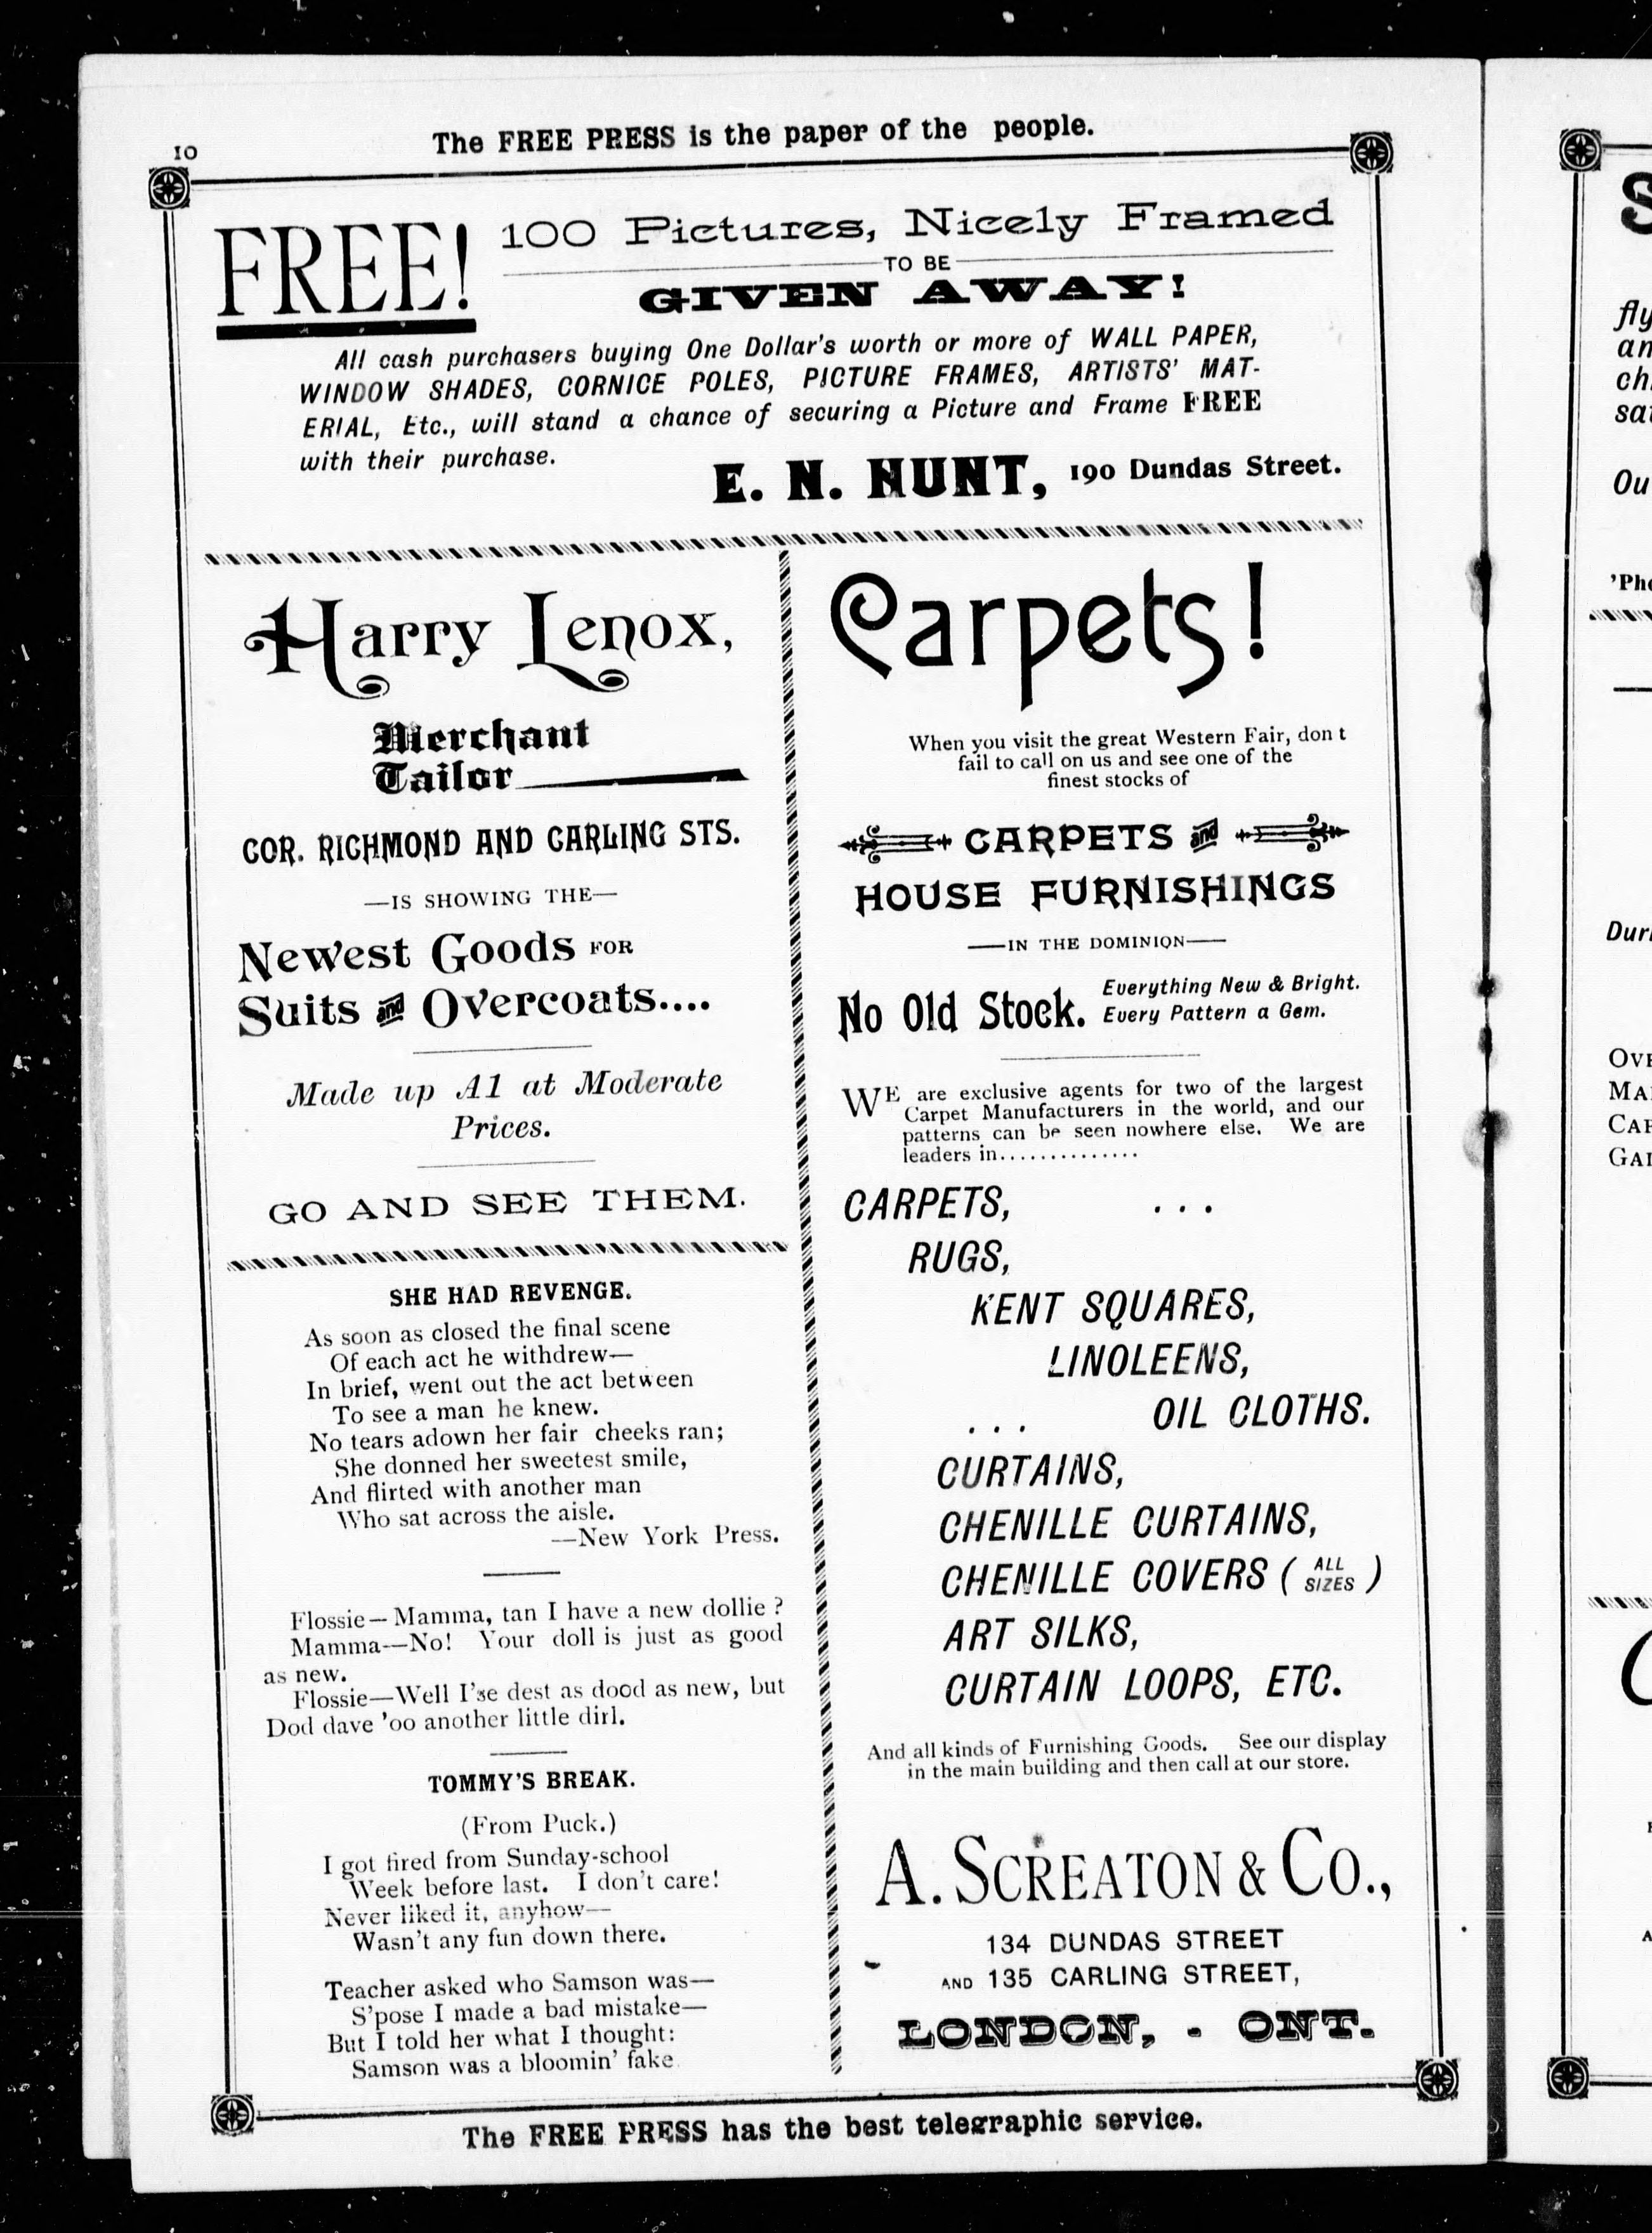 10
The FREE PRESS is the paper of the people.
FREE!
100 Pictures, Nicely Framed
TO BE
GIVEN AWAY!
All cash purchasers buying One Dollar's worth or more of WALL PAPER,
WINDOW SHADES, CORNICE POLES, PICTURE FRAMES, ARTISTS' MAT-
ERIAL, Etc., will stand a chance of securing a Picture and Frame FREE
with their purchase.
E. N. HUNT, 190 Dundas Street.
Harry Lenox,
Merchant
Tailor
COR. RICHMOND AND CARLING STS.
—IS SHOWING THE—
Newest Goods FOR
Suits and Overcoats....
Made up A1 at Moderate
Prices.
GO AND SEE THEM.
SHE HAD REVENGE.
As soon as closed the final scene
Of each act he withdrew—
In brief, went out the act between
To see a man he knew.
No tears adown her fair cheeks ran;
She donned her sweetest smile,
And flirted with another man
Who sat across the aisle.
—New York Press.
Flossie—Mamma, tan I have a new dollie ?
Mamma—No! Your doll is just as good
as new.
Flossie—Well I'se dest as dood as new, but
Dod dave 'oo another little dirl.
TOMMY'S BREAK.
(From Puck.)
I got fired from Sunday-school
Week before last. I don't care!
Never liked it, anyhow—
Wasn't any fun down there.
Teacher asked who Samson was—
S'pose I made a bad mistake—
But I told her what I thought:
Samson was a bloomin' fake
Carpets!
When you visit the great Western Fair, don t
fail to call on us and see one of the
finest stocks of
CARPETS and
HOUSE FURNISHINGS
—IN THE DOMINION—
No Old Stock.
Everything New & Bright.
Every Pattern a Gem.
WE are exclusive agents for two of the largest
Carpet Manufacturers in the world, and our
patterns can be seen nowhere else. We are
leaders in..............
CARPETS, ...
RUGS,
KENT SQUARES,
LINOLEENS,
... OIL CLOTHS.
CURTAINS,
CHENILLE CURTAINS,
CHENILLE COVERS ( ALL SIZES )
ART SILKS,
CURTAIN LOOPS, ETC.
And all kinds of Furnishing Goods. See our display
in the main building and then call at our store.
A. SCREATON & CO.,
134 DUNDAS STREET
AND 135 CARLING STREET,
LONDON, - ONT.
The FREE PRESS has the best telegraphic service.